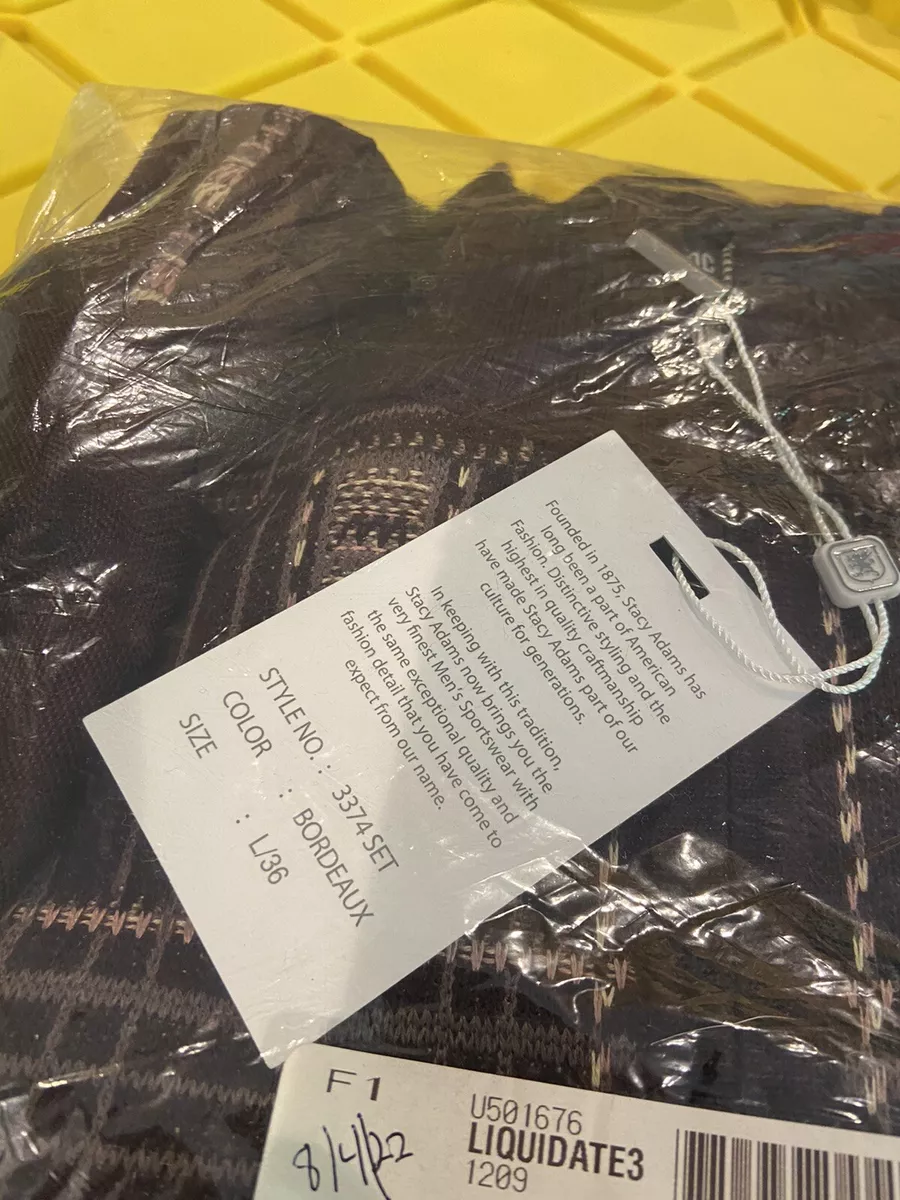 Founded in 1875, Stacy Adams has
long been a part of American
Fashion. Distinctive styling and the
highest in quality craftmanship
have made Stacy Adams part of our
culture for generations.
In keeping with this tradition,
Stacy Adams now brings you the
very finest Men's Sportswear with
the same exceptional quality and
fashion detail that you have come to
expect from our name.
STYLE NO. : 3374 SET
COLOR : BORDEAUX
SIZE : L/36
F1
U501676
LIQUIDATE3
1209
8/4/22